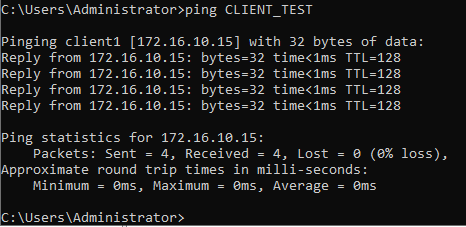 C:\Users\Administrator>ping CLIENT_TEST
Pinging client1 [172.16.10.15] with 32 bytes of data:
Reply from 172.16.10.15: bytes=32 time<1ms TTL=128
Reply from 172.16.10.15: bytes=32 time<1ms TTL=128
Reply from 172.16.10.15: bytes=32 time<1ms TTL=128
Reply from 172.16.10.15: bytes=32 time<1ms TTL=128
Ping statistics for 172.16.10.15:
    Packets: Sent = 4, Received = 4, Lost = 0 (0% loss),
Approximate round trip times in milli-seconds:
    Minimum = 0ms, Maximum = 0ms, Average = 0ms
C:\Users\Administrator>